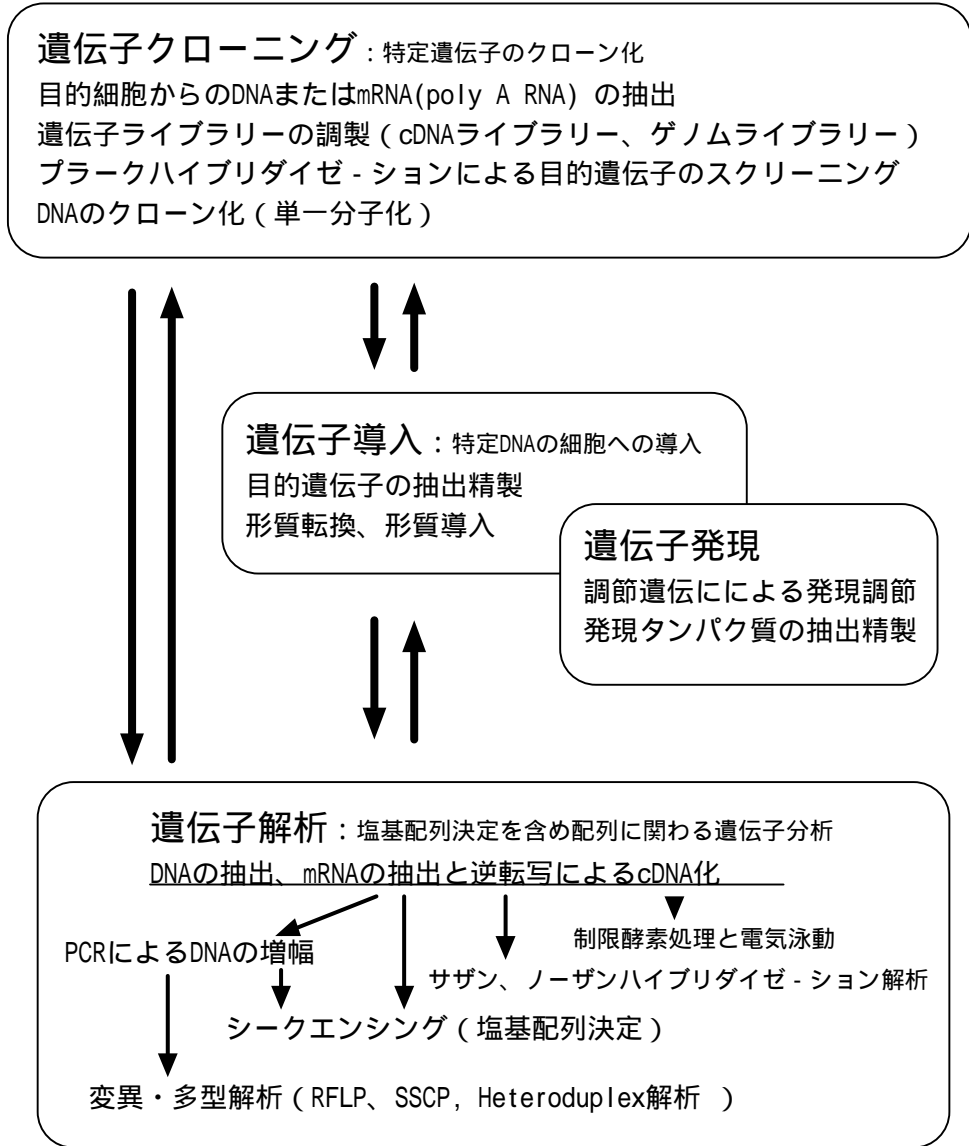 遺伝子クローニング：特定遺伝子のクローン化
目的細胞からのDNAまたはmRNA(poly A RNA) の抽出
遺伝子ライブラリーの調製（cDNAライブラリー、ゲノムライブラリー）
プラークハイブリダイゼ‐ションによる目的遺伝子のスクリーニング
DNAのクローン化（単一分子化）
遺伝子導入：特定DNAの細胞への導入
目的遺伝子の抽出精製
形質転換、形質導入
遺伝子発現
調節遺伝にによる発現調節
発現タンパク質の抽出精製
遺伝子解析：塩基配列決定を含め配列に関わる遺伝子分析
DNAの抽出、mRNAの抽出と逆転写によるcDNA化
制限酵素処理と電気泳動
PCRによるDNAの増幅
サザン、ノーザンハイブリダイゼ‐ション解析
シークエンシング（塩基配列決定）
変異・多型解析（RFLP、SSCP, Heteroduplex解析 ）